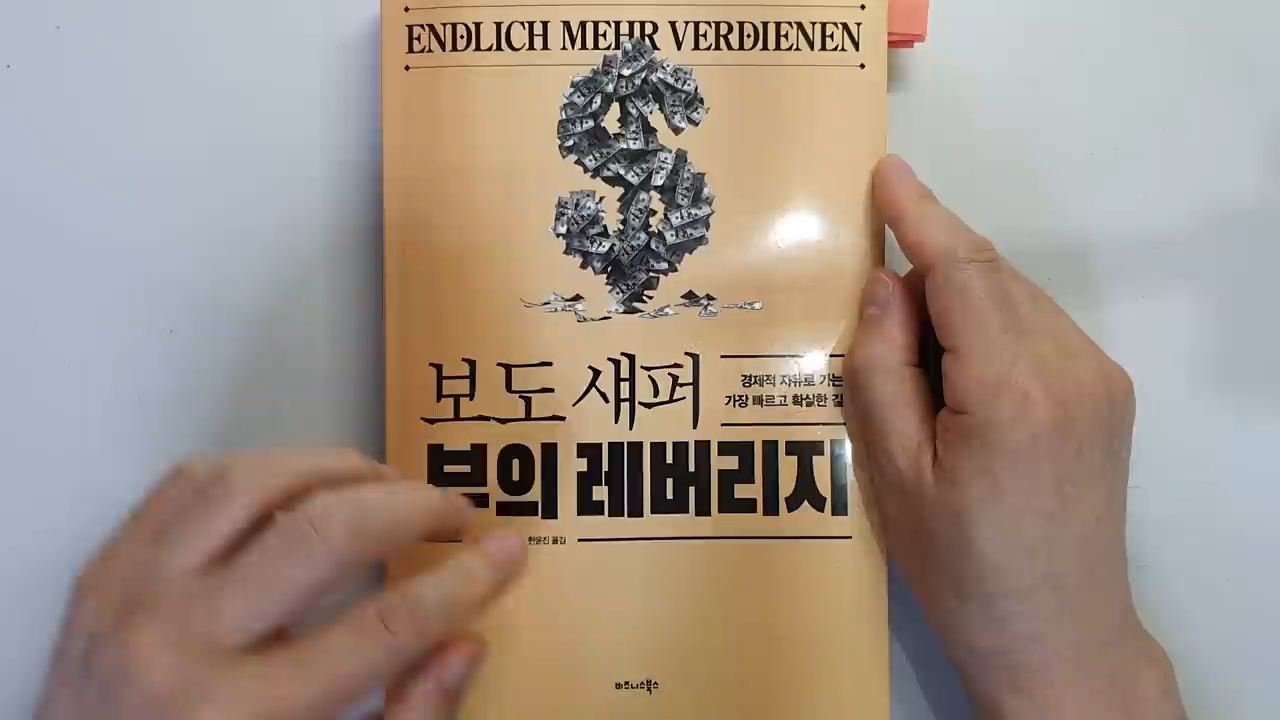 ENDLICH MEHR VERDIENEN
보도 섀퍼
경제적 자유로 가는
가장 빠르고 확실한 길
부의 레버리지
한윤진 옮김
비즈니스북스